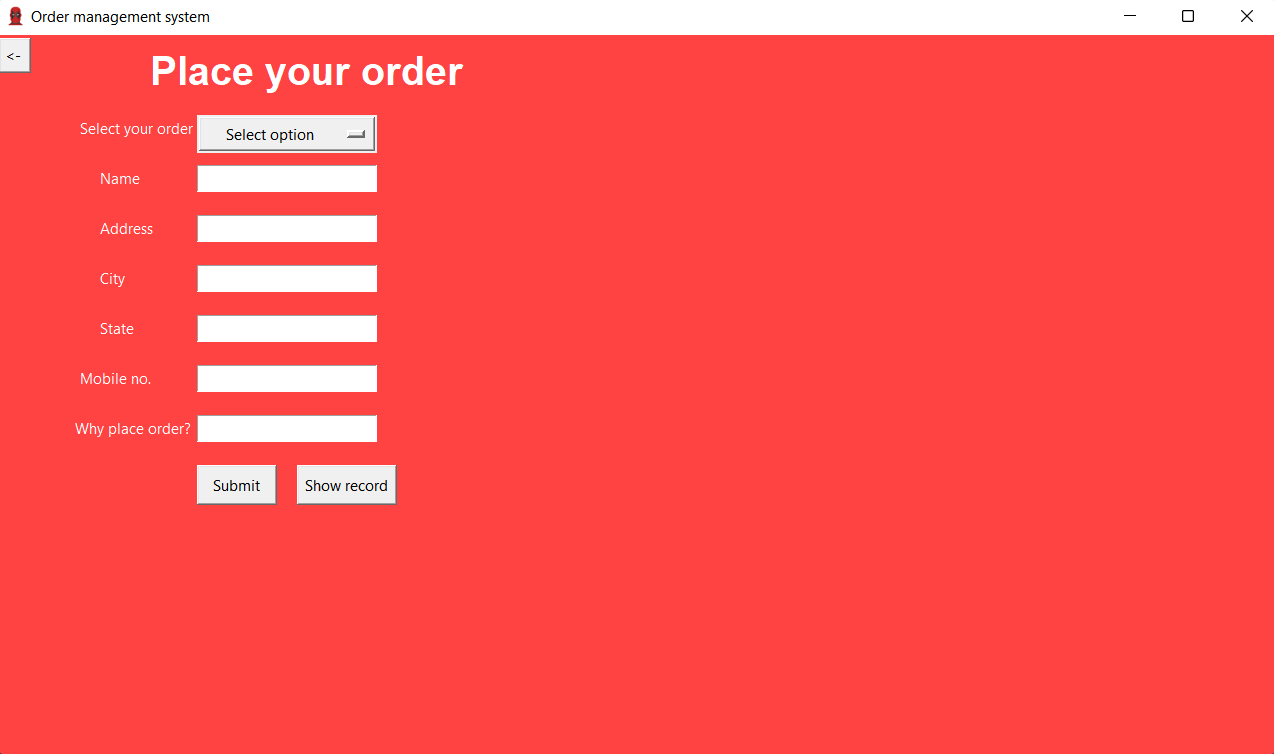 Order management system
<-
Place your order
Select your order Select option
Name
Address
City
State
Mobile no.
Why place order?
Submit Show record